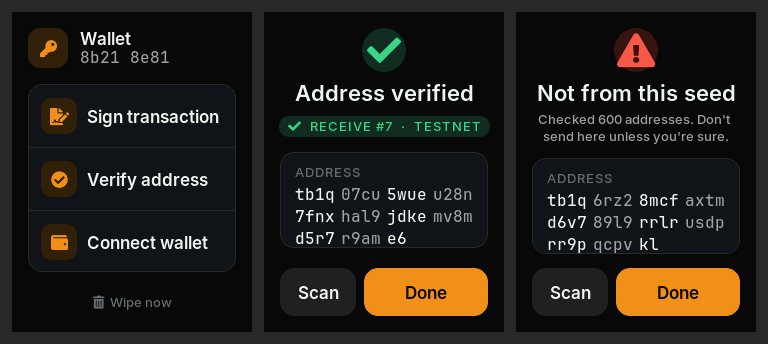 Wallet
8b21 8e81
Sign transaction
Verify address
Connect wallet
Wipe now
Address verified
RECEIVE #7 · TESTNET
ADDRESS
tb1q 07cu 5wue u28n
7fnx hal9 jdke mv8m
d5r7 r9am e6
Scan
Done
Not from this seed
Checked 600 addresses. Don't
send here unless you're sure.
ADDRESS
tb1q 6rz2 8mcf axtm
d6v7 89l9 rrlr usdp
rr9p qcpv kl
Scan
Done